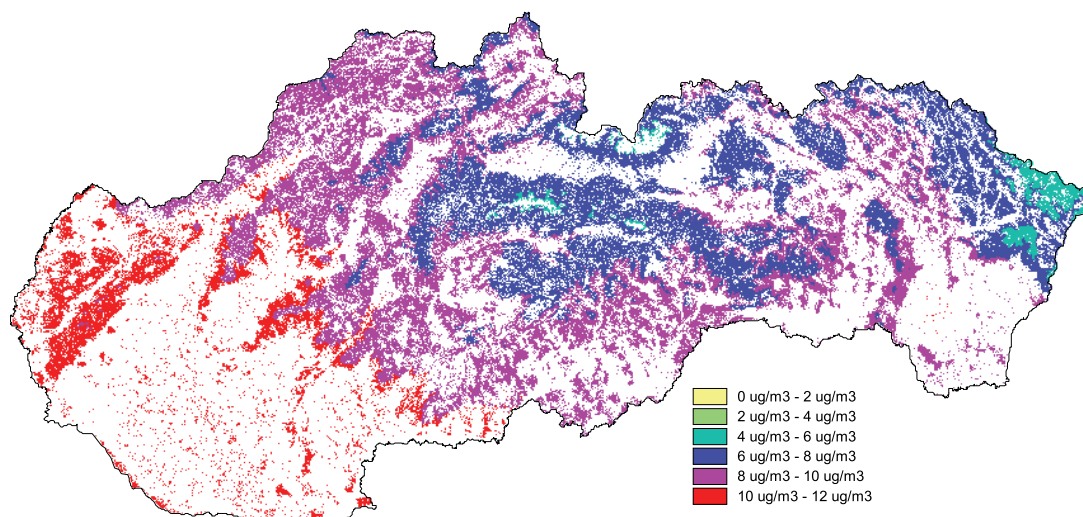 0 ug/m3 - 2 ug/m3
2 ug/m3 - 4 ug/m3
4 ug/m3 - 6 ug/m3
6 ug/m3 - 8 ug/m3
8 ug/m3 - 10 ug/m3
10 ug/m3 - 12 ug/m3